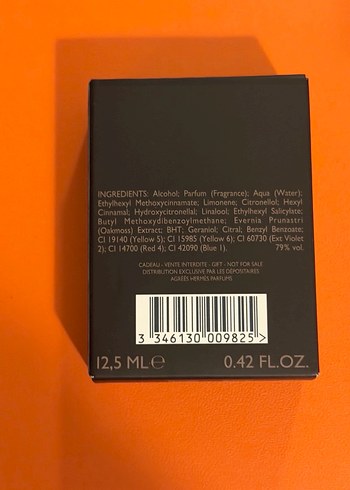 INGREDIENTS: Alcohol; Parfum (Fragrance); Aqua (Water);
Ethylhexyl Methoxycinnamate; Limonene; Citronellol; Hexyl
Cinnamal; Hydroxycitronellal; Linalool; Ethylhexyl Salicylate;
Butyl Methoxydibenzoylmethane; Evernia Prunastri
(Oakmoss) Extract; BHT; Geraniol; Citral; Benzyl Benzoate;
CI 19140 (Yellow 5); CI 15985 (Yellow 6); CI 60730 (Ext Violet
2); CI 14700 (Red 4); CI 42090 (Blue 1). 79% vol.
CADEAU - VENTE INTERDITE - GIFT - NOT FOR SALE
DISTRIBUTION EXCLUSIVE PAR LES DÉPOSITAIRES
AGRÉÉS HERMÈS PARFUMS
3 346130 009825 >
12,5 ML ℮ 0.42 FL.OZ.